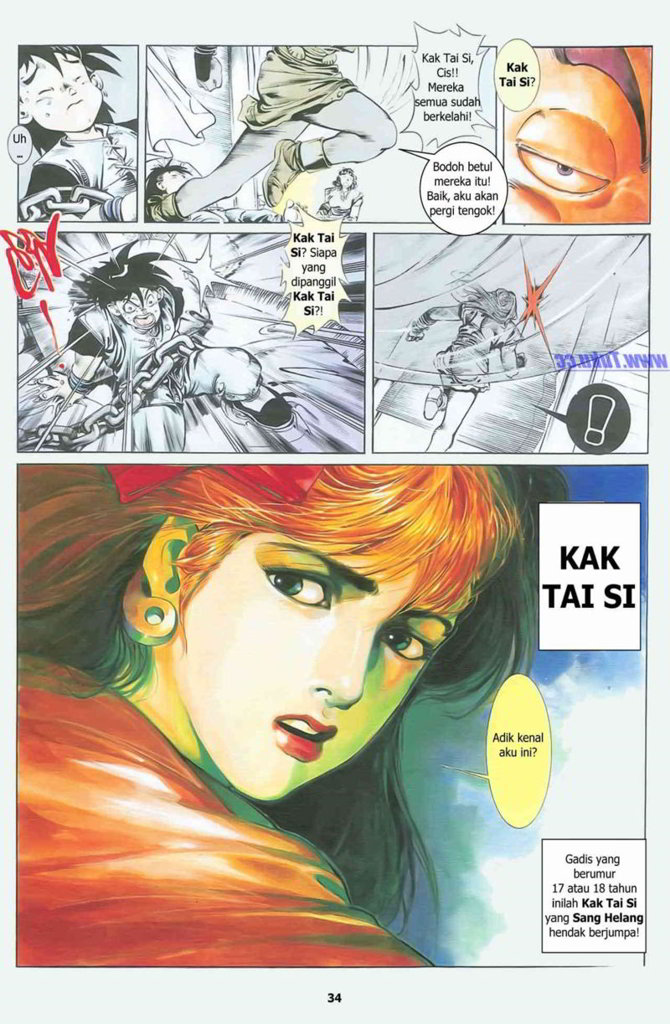 Uh
...
Kak Tai Si,
Cis!!
Mereka
semua sudah
berkelahi!
Bodoh betul
mereka itu!
Baik, aku akan
pergi tengok!
Kak
Tai Si?
Kak Tai
Si? Siapa
yang
dipanggil
Kak Tai
Si?!
!
www.Tuku.cc
KAK
TAI SI
Adik kenal
aku ini?
Gadis yang
berumur
17 atau 18 tahun
inilah Kak Tai Si
yang Sang Helang
hendak berjumpa!
34